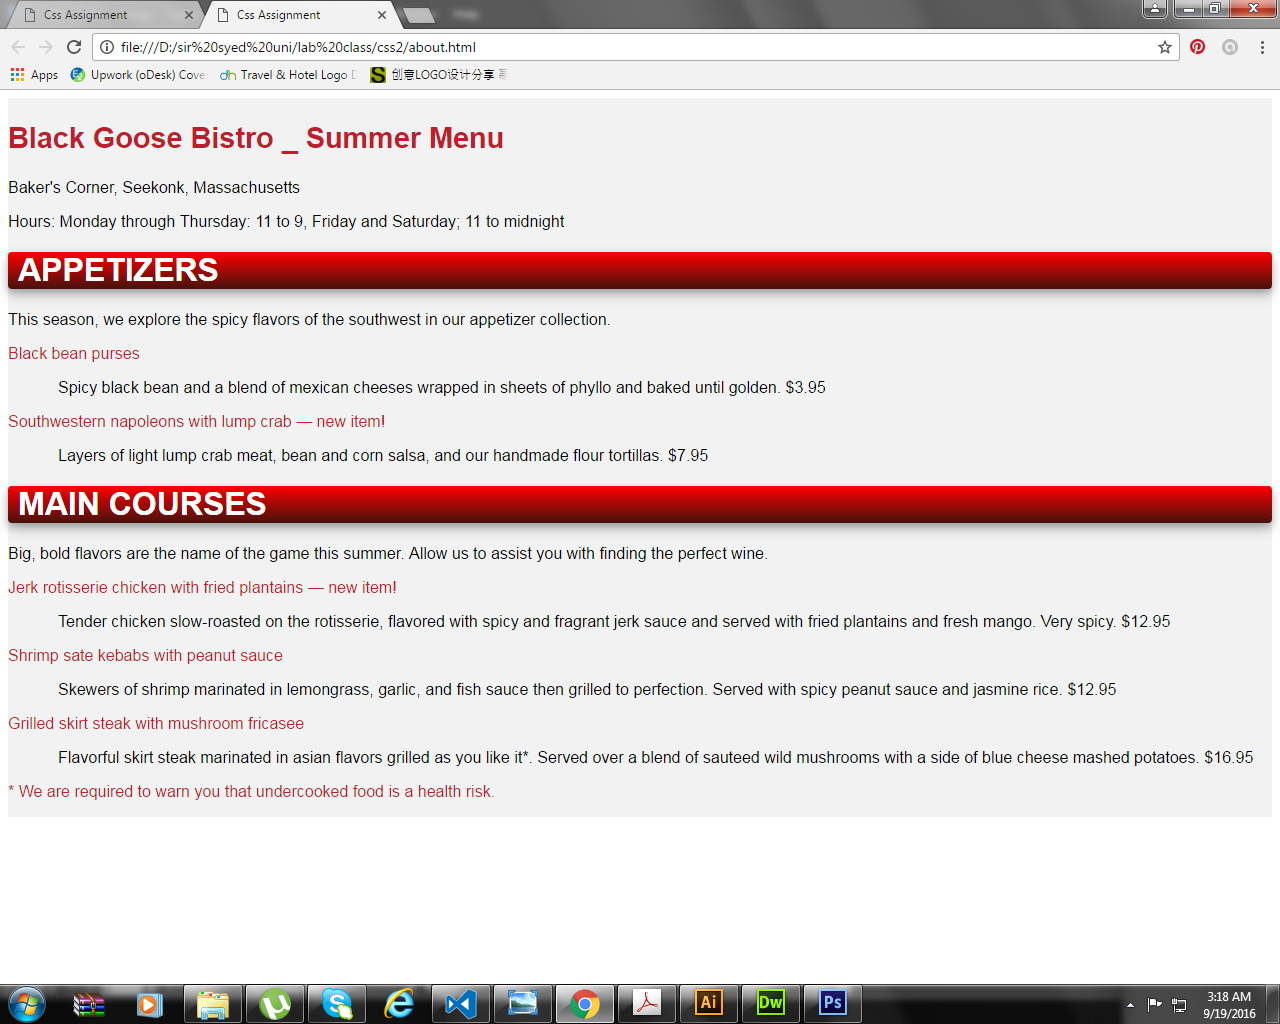 Css Assignment
Css Assignment
file:///D:/sir%20syed%20uni/lab%20class/css2/about.html
Apps
Upwork (oDesk) Cove
Travel & Hotel Logo D
创意LOGO设计分享
Black Goose Bistro _ Summer Menu
Baker's Corner, Seekonk, Massachusetts
Hours: Monday through Thursday: 11 to 9, Friday and Saturday; 11 to midnight
APPETIZERS
This season, we explore the spicy flavors of the southwest in our appetizer collection.
Black bean purses
Spicy black bean and a blend of mexican cheeses wrapped in sheets of phyllo and baked until golden. $3.95
Southwestern napoleons with lump crab — new item!
Layers of light lump crab meat, bean and corn salsa, and our handmade flour tortillas. $7.95
MAIN COURSES
Big, bold flavors are the name of the game this summer. Allow us to assist you with finding the perfect wine.
Jerk rotisserie chicken with fried plantains — new item!
Tender chicken slow-roasted on the rotisserie, flavored with spicy and fragrant jerk sauce and served with fried plantains and fresh mango. Very spicy. $12.95
Shrimp sate kebabs with peanut sauce
Skewers of shrimp marinated in lemongrass, garlic, and fish sauce then grilled to perfection. Served with spicy peanut sauce and jasmine rice. $12.95
Grilled skirt steak with mushroom fricasee
Flavorful skirt steak marinated in asian flavors grilled as you like it*. Served over a blend of sauteed wild mushrooms with a side of blue cheese mashed potatoes. $16.95
* We are required to warn you that undercooked food is a health risk.
Ai
Dw
Ps
3:18 AM
9/19/2016